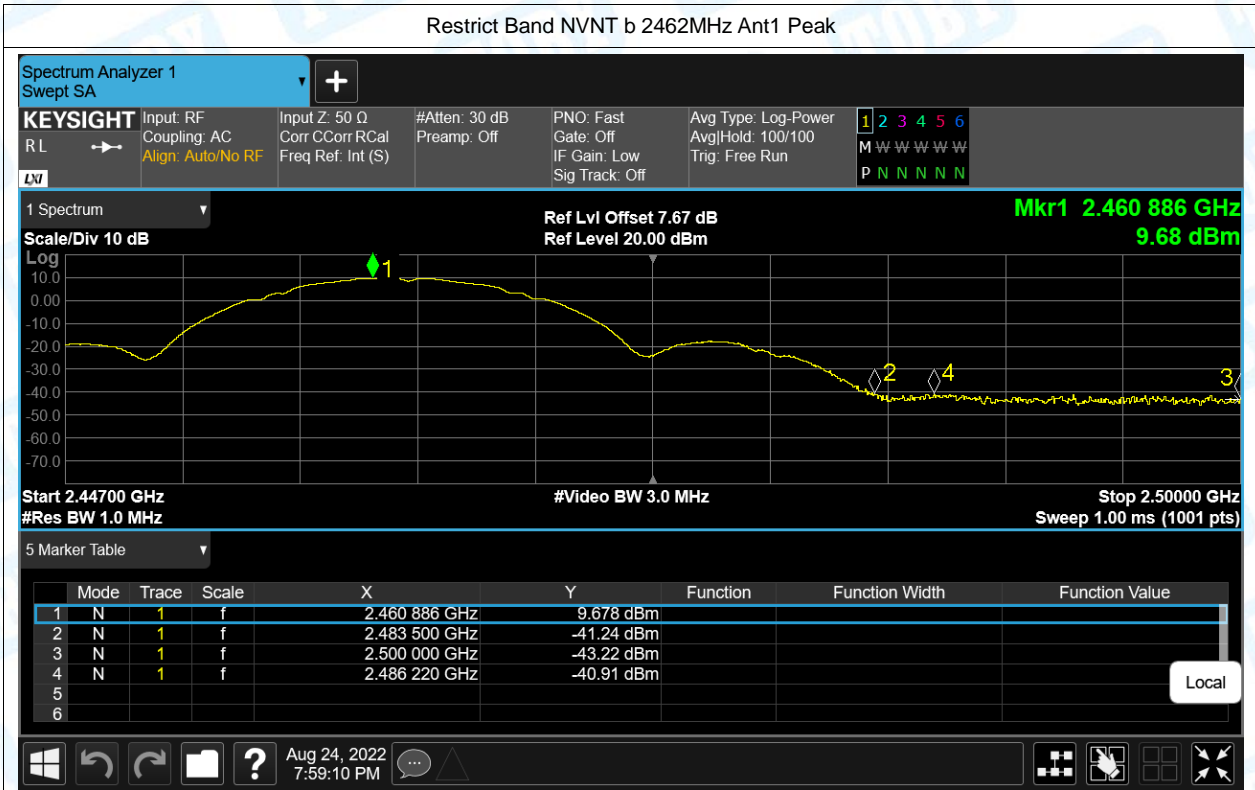 Restrict Band NVNT b 2462MHz Ant1 Peak
Spectrum Analyzer 1
Swept SA
KEYSIGHT Input: RF Input Z: 50 Ω #Atten: 30 dB PNO: Fast Avg Type: Log-Power 1 2 3 4 5 6
RL Coupling: AC Corr CCorr RCal Preamp: Off Gate: Off Avg|Hold: 100/100 M W W W W W
Align: Auto/No RF Freq Ref: Int (S) IF Gain: Low Trig: Free Run
LXI Sig Track: Off P N N N N N
1 Spectrum Ref Lvl Offset 7.67 dB Mkr1 2.460 886 GHz
Scale/Div 10 dB Ref Level 20.00 dBm 9.68 dBm
Log
1
10.0
0.00
-10.0
-20.0
-30.0
2 4 3
-40.0
-50.0
-60.0
-70.0
Start 2.44700 GHz #Video BW 3.0 MHz Stop 2.50000 GHz
#Res BW 1.0 MHz Sweep 1.00 ms (1001 pts)
5 Marker Table
Mode Trace Scale X Y Function Function Width Function Value
1 N 1 f 2.460 886 GHz 9.678 dBm
2 N 1 f 2.483 500 GHz -41.24 dBm
3 N 1 f 2.500 000 GHz -43.22 dBm
4 N 1 f 2.486 220 GHz -40.91 dBm
5
Local
6
? Aug 24, 2022
7:59:10 PM